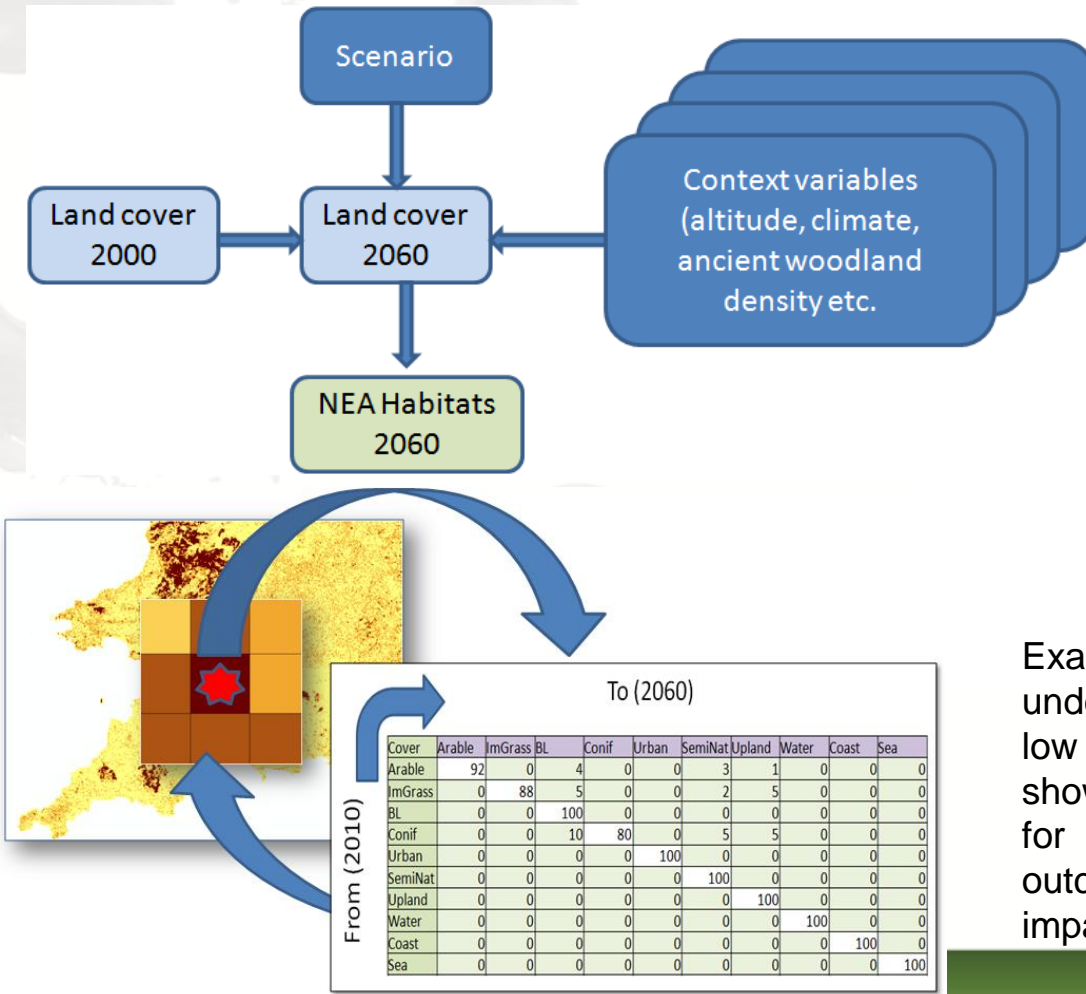 Scenario
Land cover
2000
Land cover
2060
Context variables
(altitude, climate,
ancient woodland
density etc.
NEA Habitats
2060
To (2060)
From (2010)
Cover Arable ImGrass BL Conif Urban SemiNat Upland Water Coast Sea
Arable 92 0 4 0 0 3 1 0 0 0
ImGrass 0 88 5 0 0 2 5 0 0 0
BL 0 0 100 0 0 0 0 0 0 0
Conif 0 0 10 80 0 5 5 0 0 0
Urban 0 0 0 0 100 0 0 0 0 0
SemiNat 0 0 0 0 0 100 0 0 0 0
Upland 0 0 0 0 0 0 100 0 0 0
Water 0 0 0 0 0 0 0 100 0 0
Coast 0 0 0 0 0 0 0 0 100 0
Sea 0 0 0 0 0 0 0 0 0 100
Exa
unde
low
show
for
outc
impa